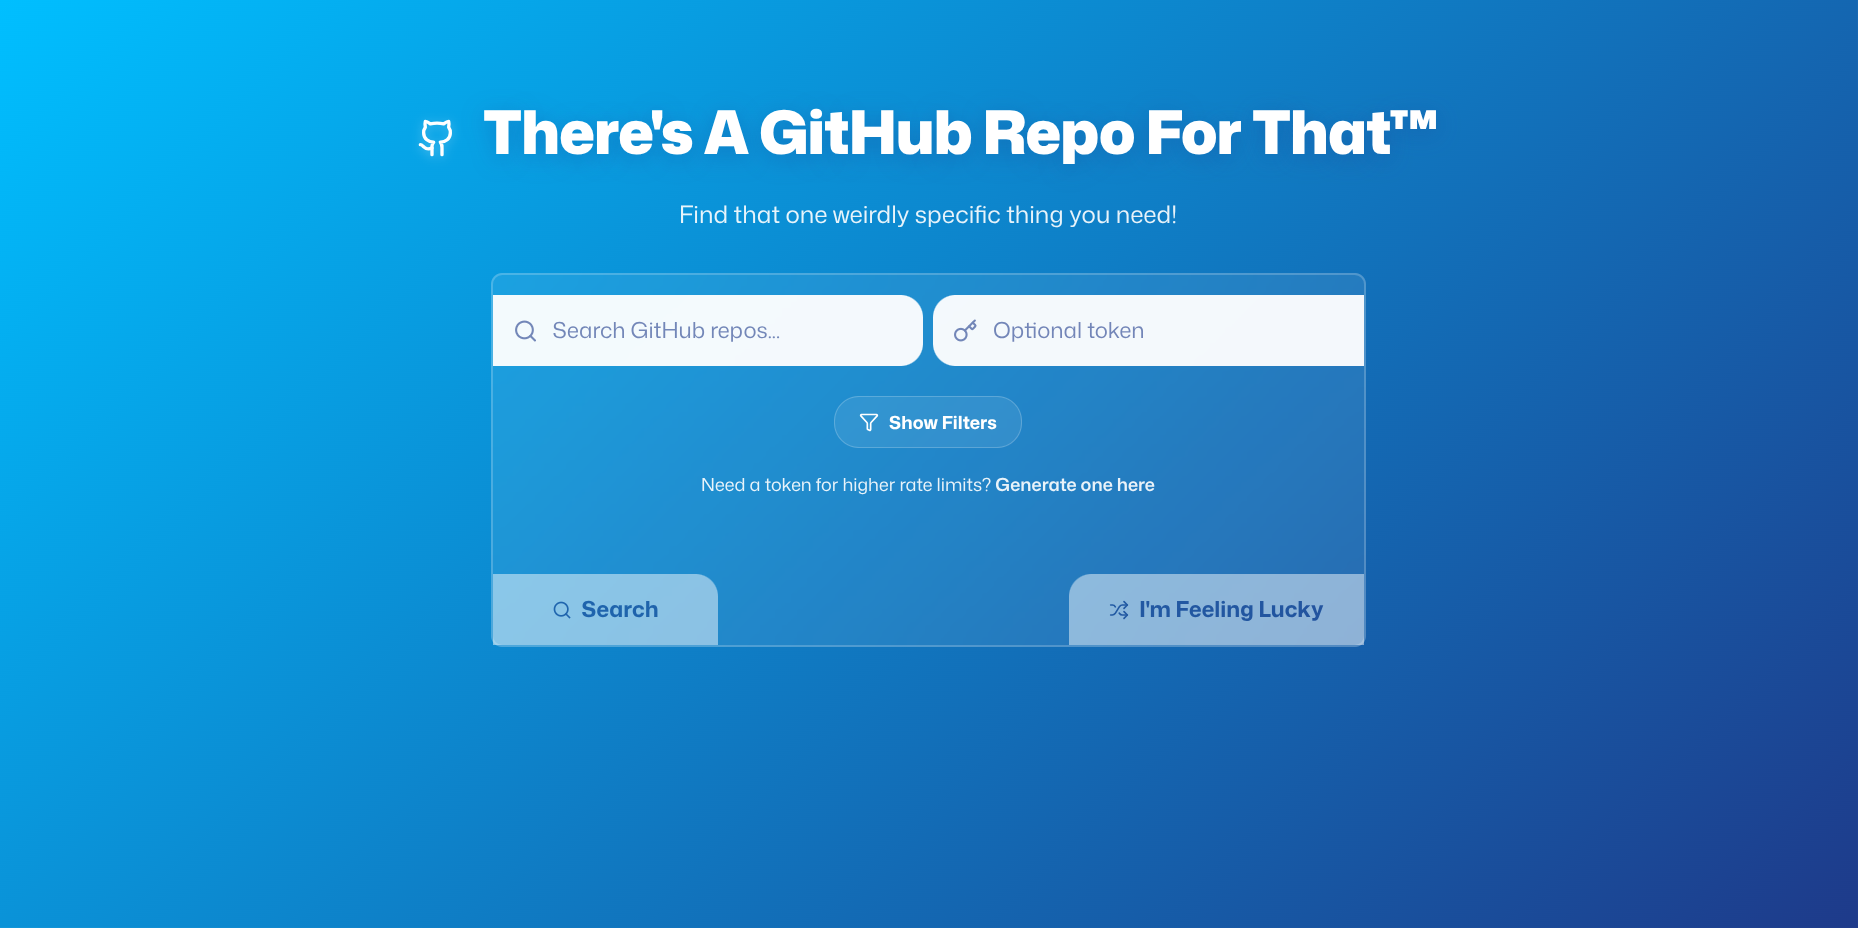 There's A GitHub Repo For That™
Find that one weirdly specific thing you need!
Search GitHub repos...
Optional token
Show Filters
Need a token for higher rate limits? Generate one here
Search
I'm Feeling Lucky